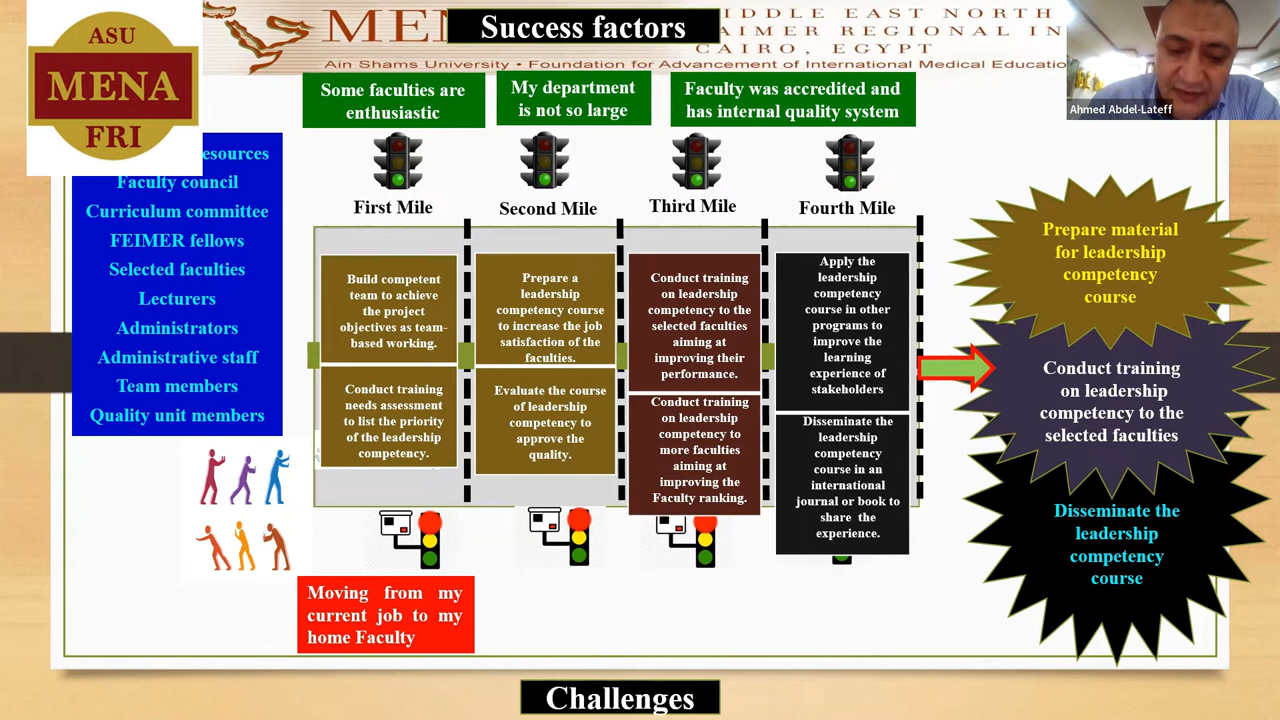 Success factors
ASU
MENA
FRI
MIDDLE EAST NORTH
REGIONAL IN
CAIRO, EGYPT
Ain Shams University • Foundation for Advancement of International Medical
Ahmed Abdel-Lateff
Some faculties are
enthusiastic
My department
is not so large
Faculty was accredited and
has internal quality system
Faculty council
Curriculum committee
FEIMER fellows
Selected faculties
Lecturers
Administrators
Administrative staff
Team members
Quality unit members
First Mile
Second Mile
Third Mile
Fourth Mile
Build competent
team to achieve
the project
objectives as team-
based working.
Conduct training
needs assessment
to list the priority
of the leadership
competency.
Prepare a
leadership
competency course
to increase the job
satisfaction of the
faculties.
Evaluate the course
of leadership
competency to
approve the
quality.
Conduct training
on leadership
competency to the
selected faculties
aiming at
improving their
performance.
Conduct training
on leadership
competency to
more faculties
aiming at
improving the
Faculty ranking.
Apply the
leadership
competency
course in other
programs to
improve the
learning
experience of
stakeholders
Disseminate the
leadership
competency
course in an
international
journal or book to
share the
experience.
Prepare material
for leadership
competency
course
Conduct training
on leadership
competency to the
selected faculties
Disseminate the
leadership
competency
course
Moving from my
current job to my
home Faculty
Challenges